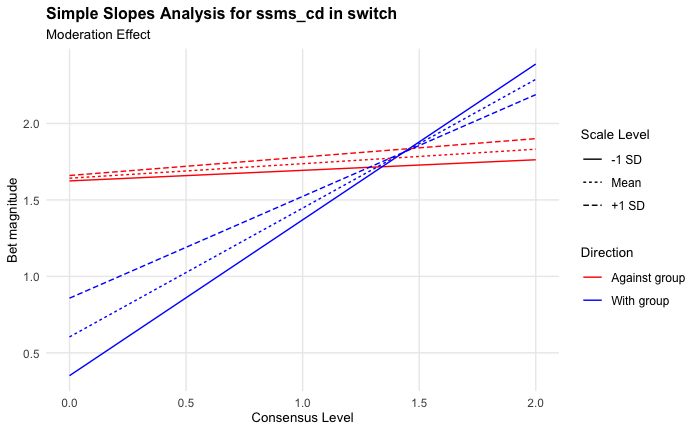 Simple Slopes Analysis for ssms_cd in switch
Moderation Effect
Bet magnitude
2.0
1.5
1.0
0.5
0.0
0.5
1.0
1.5
2.0
Consensus Level
Scale Level
-1 SD
Mean
+1 SD
Direction
Against group
With group